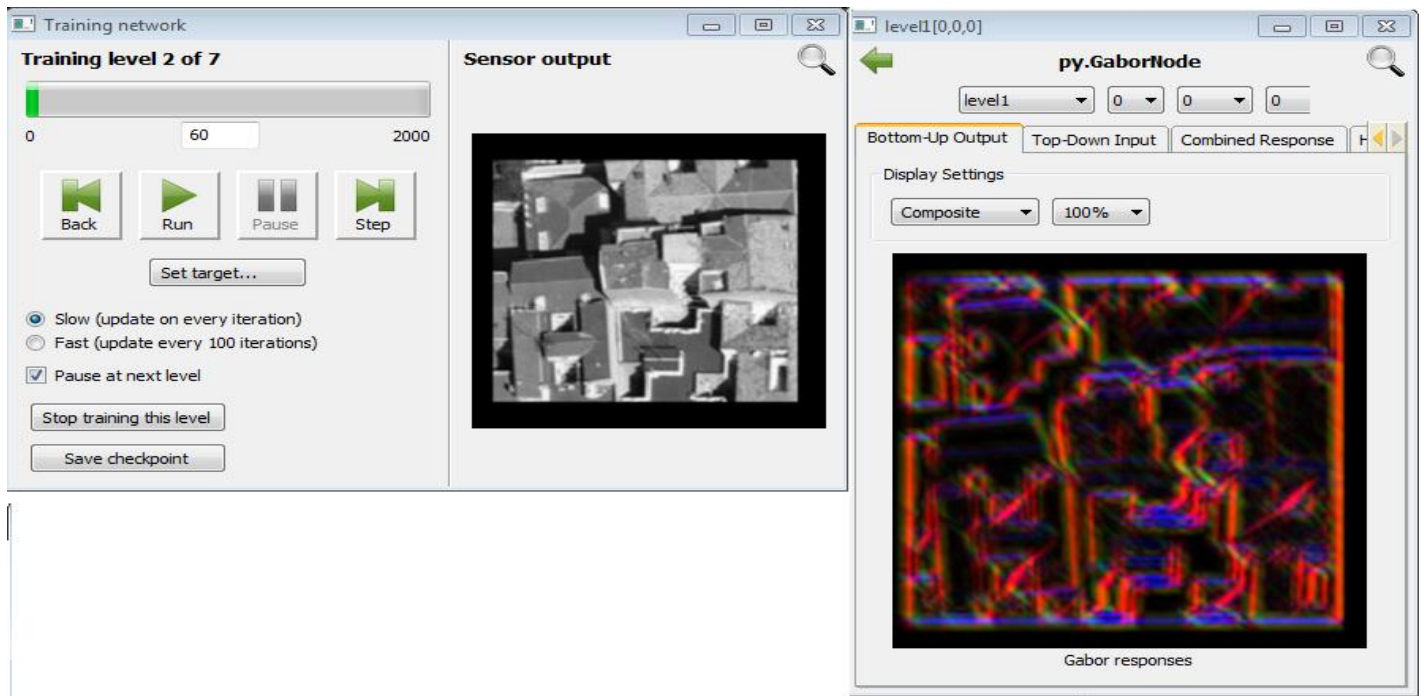 Training network
Training level 2 of 7
0
60
2000
Back
Run
Pause
Step
Set target...
Slow (update on every iteration)
Fast (update every 100 iterations)
Pause at next level
Stop training this level
Save checkpoint
Sensor output
level1[0,0,0]
py.GaborNode
level1
0
0
0
Bottom-Up Output
Top-Down Input
Combined Response
H
Display Settings
Composite
100%
Gabor responses